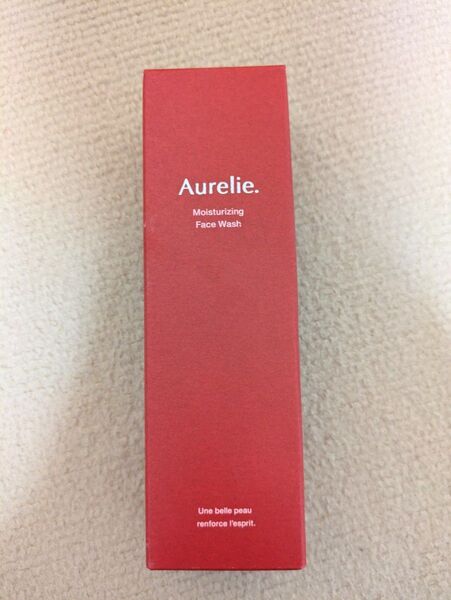 Aurelie.
Moisturizing
Face Wash
Une belle peau
renforce l'esprit.